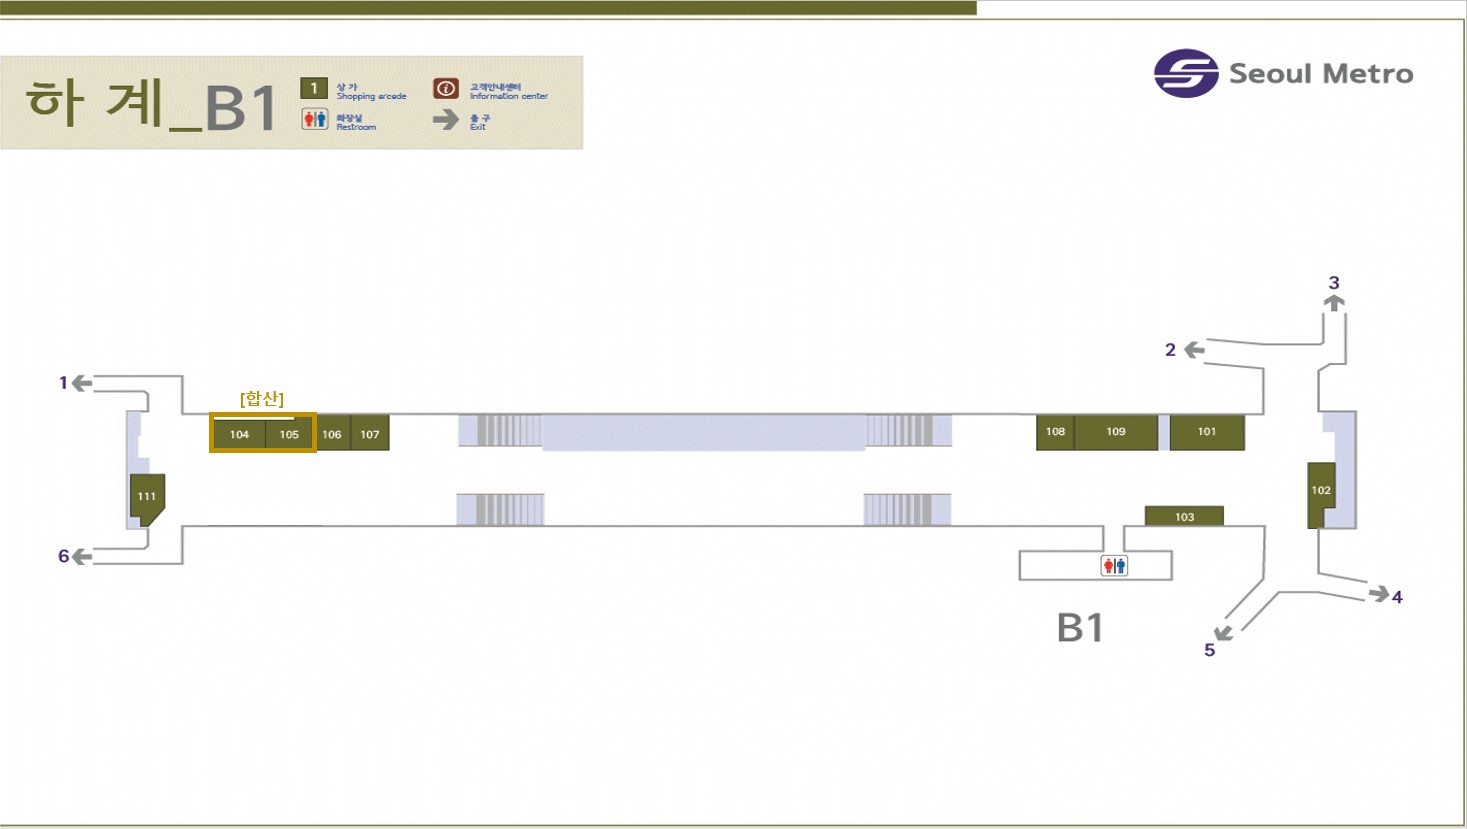 하 계_B1
1 상 가
Shopping arcade
고객안내센터
Information center
화장실
Restroom
출 구
Exit
Seoul Metro
3
2
1
[합산]
104 105 106 107
108 109 101
111
102
103
6
4
B1
5